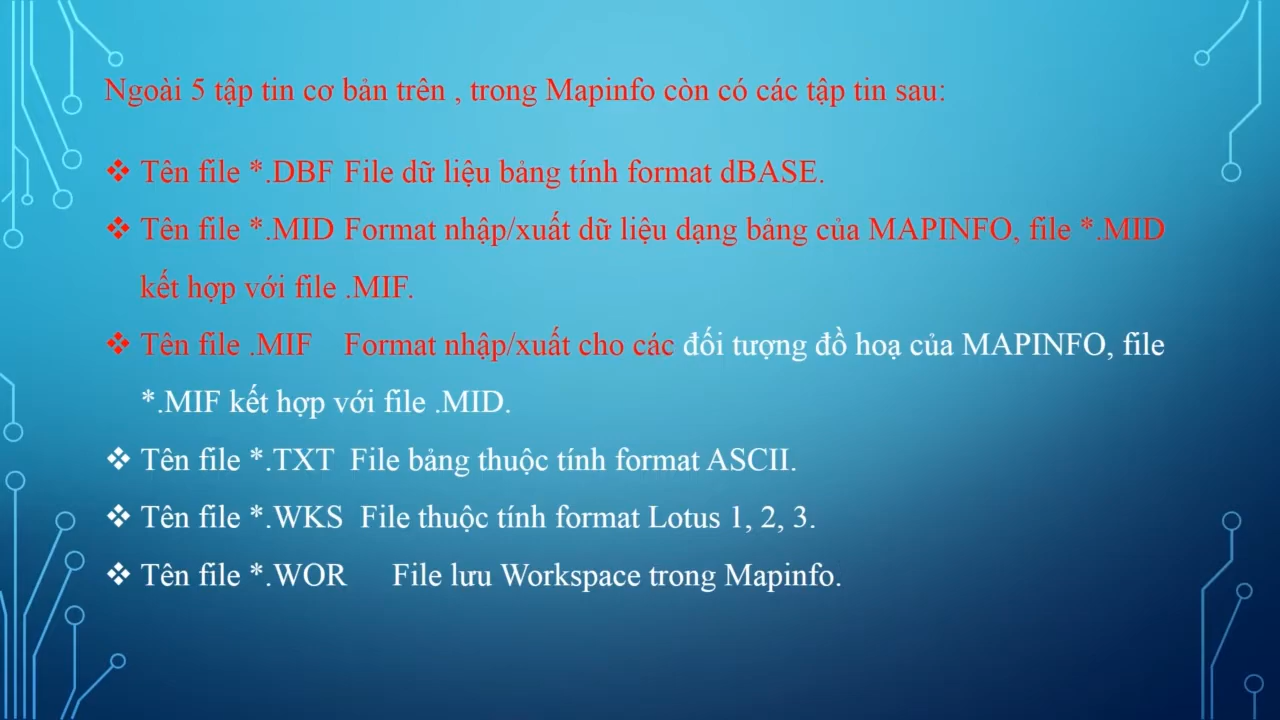 Ngoài 5 tập tin cơ bản trên , trong Mapinfo còn có các tập tin sau:
❖ Tên file *.DBF File dữ liệu bảng tính format dBASE.
❖ Tên file *.MID Format nhập/xuất dữ liệu dạng bảng của MAPINFO, file *.MID
kết hợp với file .MIF.
❖ Tên file .MIF Format nhập/xuất cho các đối tượng đồ hoạ của MAPINFO, file
*.MIF kết hợp với file .MID.
❖ Tên file *.TXT File bảng thuộc tính format ASCII.
❖ Tên file *.WKS File thuộc tính format Lotus 1, 2, 3.
❖ Tên file *.WOR File lưu Workspace trong Mapinfo.